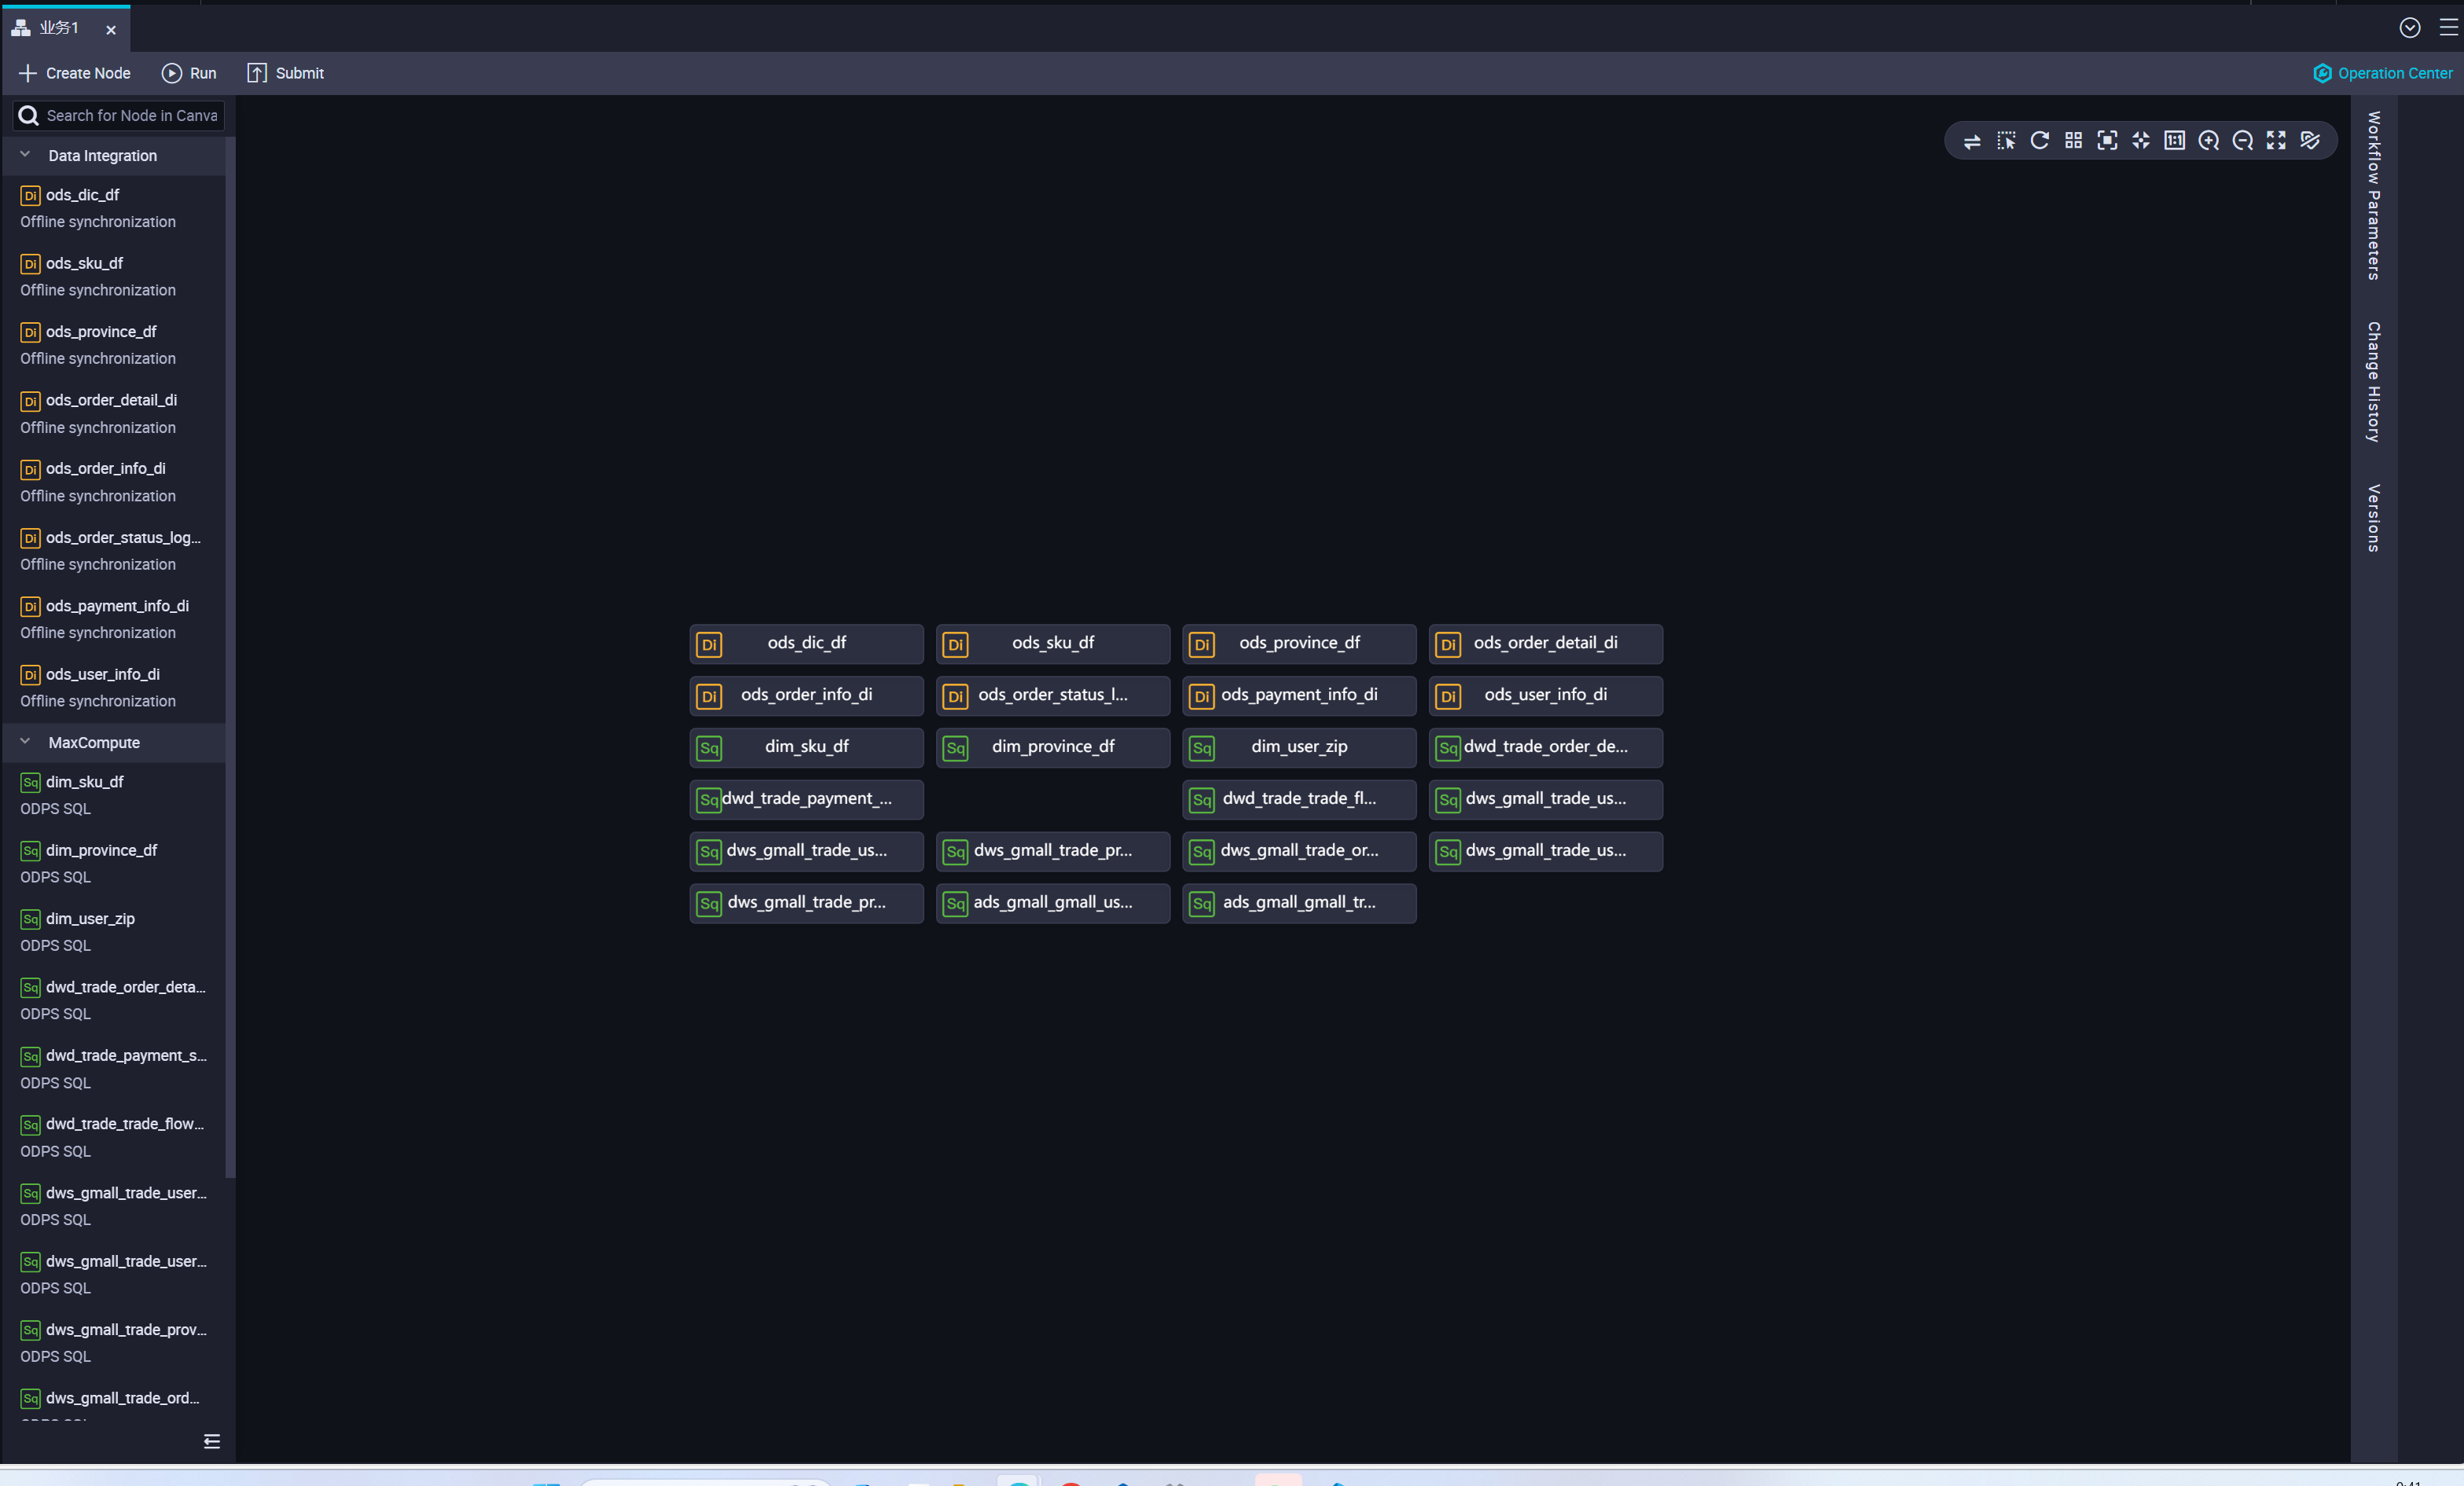 业务1
Create Node
Run
Submit
Operation Center
Search for Node in Canva
Data Integration
Di ods_dic_df
Offline synchronization
Di ods_sku_df
Offline synchronization
Di ods_province_df
Offline synchronization
Di ods_order_detail_di
Offline synchronization
Di ods_order_info_di
Offline synchronization
Di ods_order_status_log...
Offline synchronization
Di ods_payment_info_di
Offline synchronization
Di ods_user_info_di
Offline synchronization
MaxCompute
Sq dim_sku_df
ODPS SQL
Sq dim_province_df
ODPS SQL
Sq dim_user_zip
ODPS SQL
Sq dwd_trade_order_deta...
ODPS SQL
Sq dwd_trade_payment_s...
ODPS SQL
Sq dwd_trade_trade_flow...
ODPS SQL
Sq dws_gmall_trade_user...
ODPS SQL
Sq dws_gmall_trade_user...
ODPS SQL
Sq dws_gmall_trade_prov...
ODPS SQL
Sq dws_gmall_trade_ord...
Di ods_dic_df
Di ods_sku_df
Di ods_province_df
Di ods_order_detail_di
Di ods_order_info_di
Di ods_order_status_l...
Di ods_payment_info_di
Di ods_user_info_di
Sq dim_sku_df
Sq dim_province_df
Sq dim_user_zip
Sq dwd_trade_order_de...
Sq dwd_trade_payment_...
Sq dwd_trade_trade_fl...
Sq dws_gmall_trade_us...
Sq dws_gmall_trade_us...
Sq dws_gmall_trade_pr...
Sq dws_gmall_trade_or...
Sq dws_gmall_trade_us...
Sq dws_gmall_trade_pr...
Sq ads_gmall_gmall_us...
Sq ads_gmall_gmall_tr...
1:1
Workflow Parameters
Change History
Versions